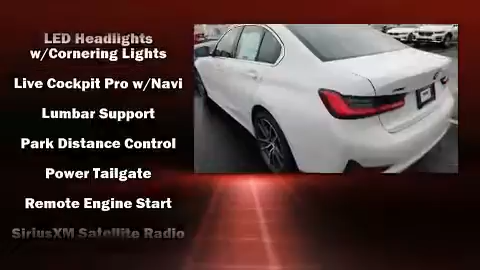 LED Headlights
w/Cornering Lights
Live Cockpit Pro w/Navi
Lumbar Support
Park Distance Control
Power Tailgate
Remote Engine Start
SiriusXM Satellite Radio